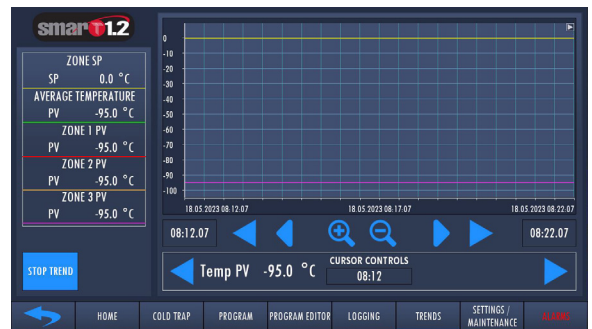 smart1.2
ZONE SP
SP 0.0 °C
AVERAGE TEMPERATURE
PV -95.0 °C
ZONE 1 PV
PV -95.0 °C
ZONE 2 PV
PV -95.0 °C
ZONE 3 PV
PV -95.0 °C
STOP TREND
0
-10
-20
-30
-40
-50
-60
-70
-80
-90
-100
18.05.2023 08:12:07 18.05.2023 08:17:07 18.05.2023 08:22:07
08:12.07 08:22.07
Temp PV -95.0 °C
CURSOR CONTROLS
08:12
HOME COLD TRAP PROGRAM PROGRAM EDITOR LOGGING TRENDS SETTINGS / MAINTENANCE ALARMS